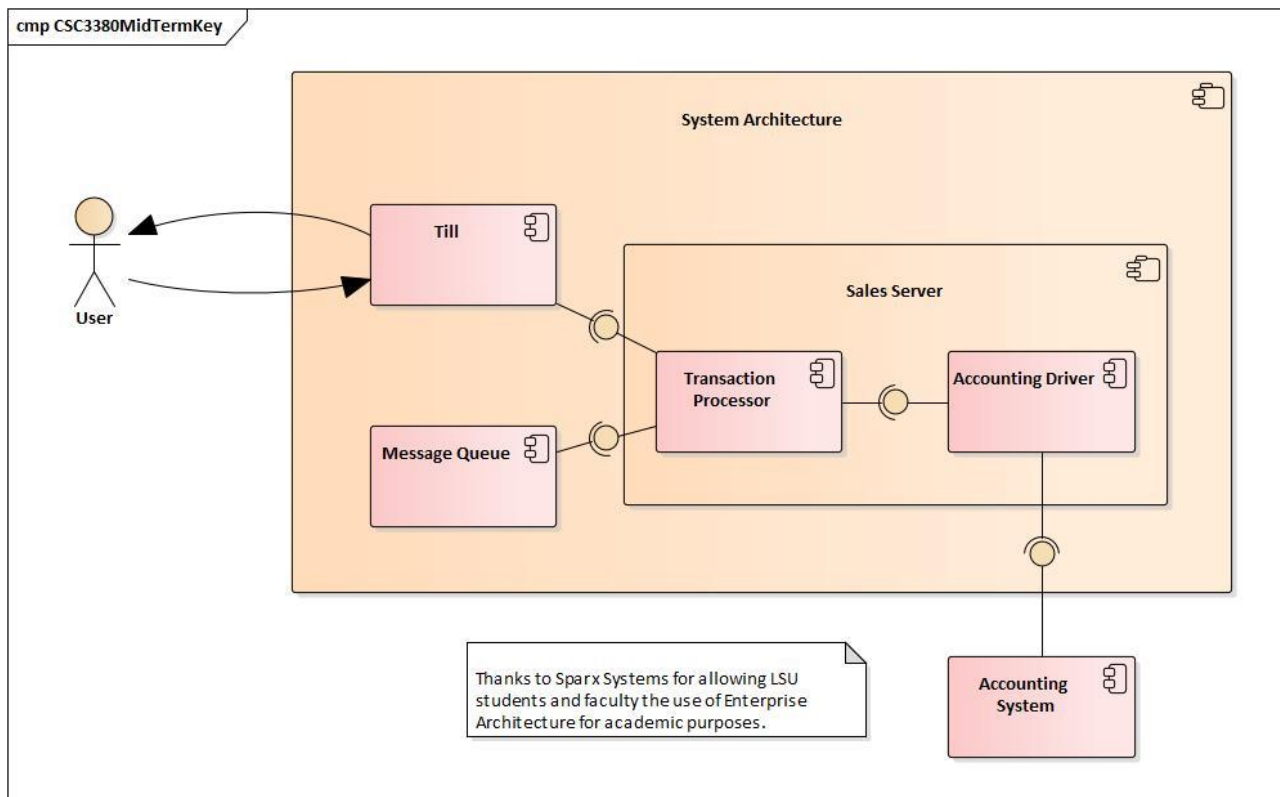 cmp CSC3380MidTermKey
System Architecture
Till
User
Sales Server
Transaction
Processor
Accounting Driver
Message Queue
Thanks to Sparx Systems for allowing LSU
students and faculty the use of Enterprise
Architecture for academic purposes.
Accounting
System